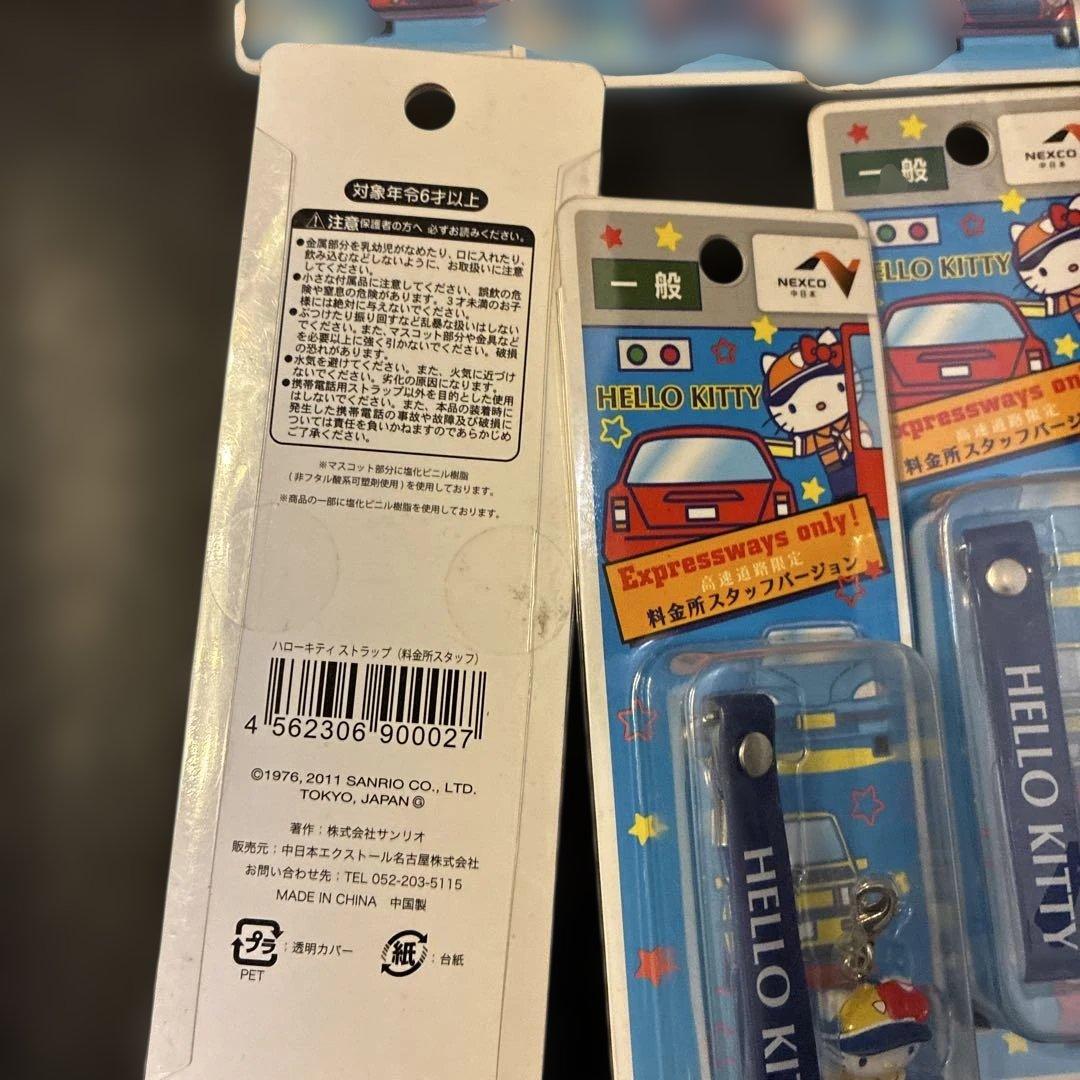 対象年令6才以上
注意 保護者の方へ 必ずお読みください。
●金属部分を乳幼児がなめたり、口に入れたり、
飲み込むなどしないように、お取扱いに注意
してください。
●小さな付属品に注意してください、誤飲の危
険や窒息の危険があります。3才未満のお子
様には絶対に与えないでください。
●ぶつけたり振り回すなど乱暴な扱いはしない
でください。また、マスコット部分や金具など
を必要以上に強く引かないでください。破損
の恐れがあります。
●水気を避けてください。また、火気に近づけ
ないでください。劣化の原因になります。
●携帯電話用ストラップ以外を目的とした使用
はしないでください。また、本品の装着時に
発生した携帯電話の事故や故障及び破損に
ついては責任を負いかねますのであらかじめ
ご了承ください。
※マスコット部分に塩化ビニル樹脂
(非フタル酸系可塑剤使用)を使用しております。
※商品の一部に塩化ビニル樹脂を使用しております。
ハローキティ ストラップ (料金所スタッフ)
4 562306 900027
©1976, 2011 SANRIO CO., LTD.
TOKYO, JAPAN Ⓖ
著作：株式会社サンリオ
販売元：中日本エクストール名古屋株式会社
お問い合わせ先：TEL 052-203-5115
MADE IN CHINA 中国製
プラ：透明カバー
PET
紙：台紙
一般
NEXCO
中日本
HELLO KITTY
Expressways only!
高速道路限定
料金所スタッフバージョン
HELLO KIT
一般
NEXCO
中日本
ELLO KITTY
xpressways on
高速道路限定
料金所スタッフバー
HELLO KITTY